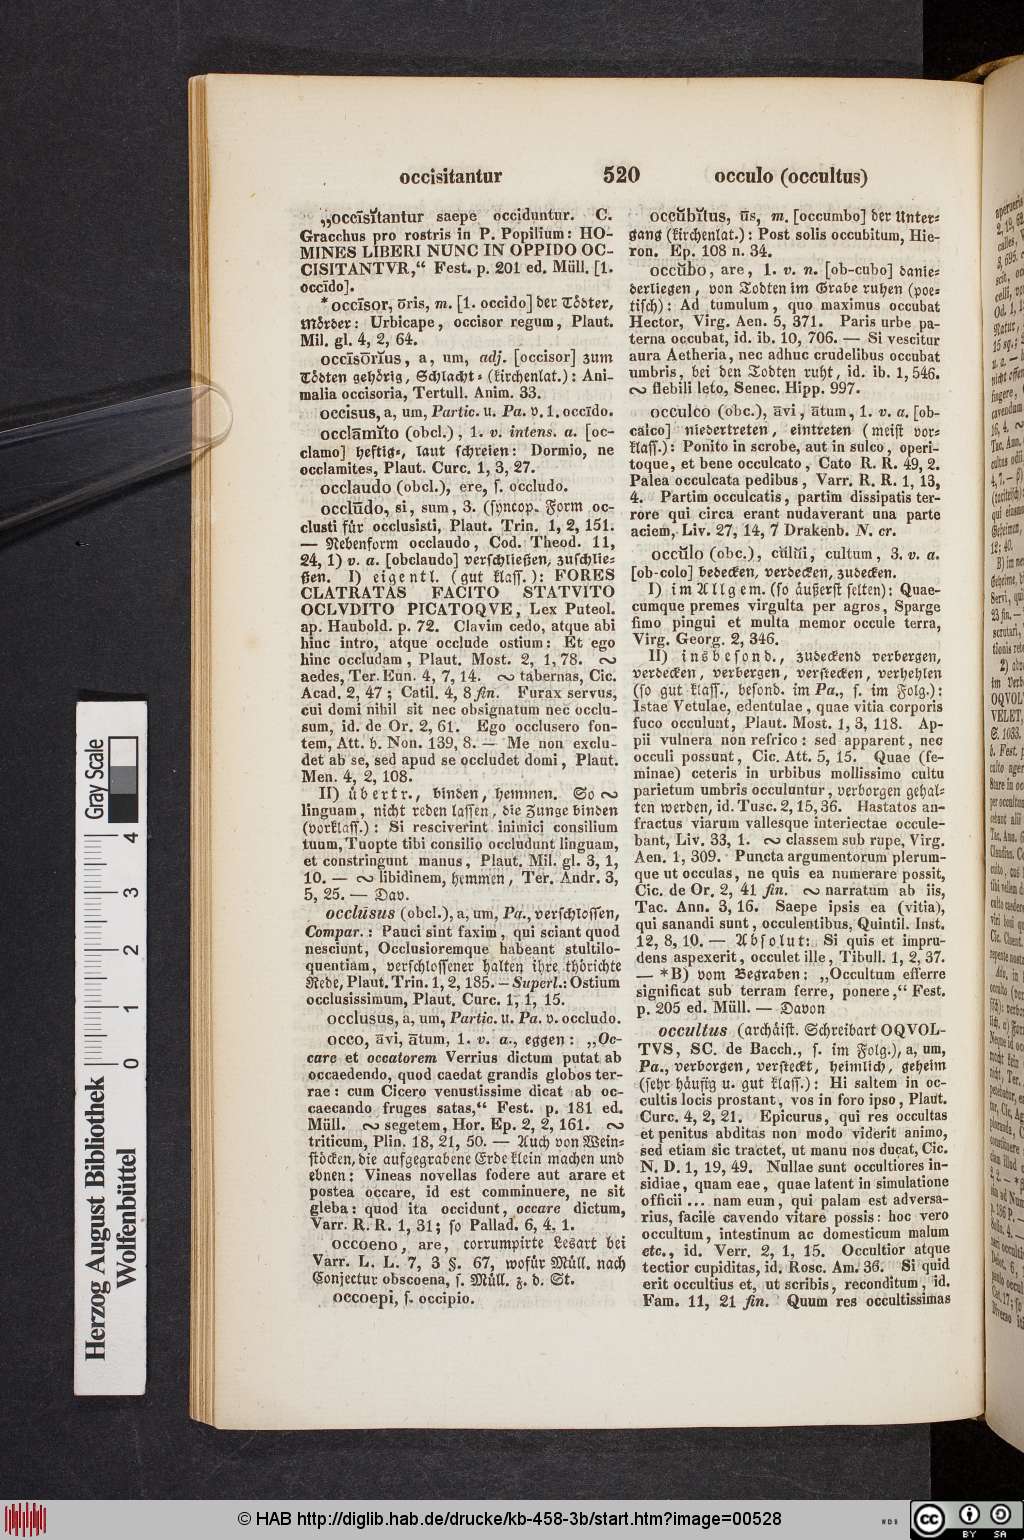 occisitantur 520 occulo (occultus)
„occīsĭtantur saepe occiduntur. C.
Gracchus pro rostris in P. Popilium: HO-
MINES LIBERI NUNC IN OPPIDO OC-
CISITANTVR,“ Fest. p. 201 ed. Müll. [1.
occīdo].
*occīsor, ōris, m. [1. occido] der Tödter,
Mörder: Urbicape, occisor regum, Plaut.
Mil. gl. 4, 2, 64.
occīsōrĭus, a, um, adj. [occisor] zum
Tödten gehörig, Schlacht- (kirchenlat.): Ani-
malia occisoria, Tertull. Anim. 33.
occisus, a, um, Partic. u. Pa. v. 1. occīdo.
occlāmĭto (obcl.), 1. v. intens. a. [oc-
clamo] heftig-, laut schreien: Dormio, ne
occlamites, Plaut. Curc. 1, 3, 27.
occlaudo (obcl.), ere, s. occludo.
occlūdo, si, sum, 3. (syncop. Form oc-
clusti für occlusisti, Plaut. Trin. 1, 2, 151.
— Nebenform occlaudo, Cod. Theod. 11,
24, 1) v. a. [obclaudo] verschließen, zuschlie-
ßen. I) eigentl. (gut klass.): FORES
CLATRATAS FACITO STATVITO
OCLVDITO PICATOQVE, Lex Puteol.
ap. Haubold. p. 72. Clavim cedo, atque abi
hinc intro, atque occlude ostium: Et ego
hinc occludam, Plaut. Most. 2, 1, 78. ∾
aedes, Ter. Eun. 4, 7, 14. ∾ tabernas, Cic.
Acad. 2, 47; Catil. 4, 8 fin. Furax servus,
cui domi nihil sit nec obsignatum nec occlu-
sum, id. de Or. 2, 61. Ego occlusero fon-
tem, Att. b. Non. 139, 8. — Me non exclu-
det ab se, sed apud se occludet domi, Plaut.
Men. 4, 2, 108.
II) übertr., binden, hemmen. So ∾
linguam, nicht reden lassen, die Zunge binden
(vorklass.): Si resciverint inimici consilium
tuum, Tuopte tibi consilio occludunt linguam,
et constringunt manus, Plaut. Mil. gl. 3, 1,
10. — ∾ libidinem, hemmen, Ter. Andr. 3,
5, 25. — Dav.
occlūsus (obcl.), a, um, Pa., verschlossen,
Compar.: Pauci sint faxim, qui sciant quod
nesciunt, Occlusioremque habeant stultilo-
quentiam, verschlossener halten ihre thörichte
Rede, Plaut. Trin. 1, 2, 185. — Superl.: Ostium
occlusissimum, Plaut. Curc. 1, 1, 15.
occlusus, a, um, Partic. u. Pa. v. occludo.
occo, āvi, ātum, 1. v. a., eggen: „Oc-
care et occatorem Verrius dictum putat ab
occaedendo, quod caedat grandis globos ter-
rae: cum Cicero venustissime dicat ab oc-
caecando fruges satas,“ Fest. p. 181 ed.
Müll. ∾ segetem, Hor. Ep. 2, 2, 161. ∾
triticum, Plin. 18, 21, 50. — Auch von Wein-
stöcken, die aufgegrabene Erde klein machen und
ebnen: Vineas novellas fodere aut arare et
postea occare, id est comminuere, ne sit
gleba: quod ita occidunt, occare dictum,
Varr. R. R. 1, 31; so Pallad. 6, 4. 1.
occoeno, are, corrumpirte Lesart bei
Varr. L. L. 7, 3 §. 67, wofür Müll. nach
Conjectur obscoena, s. Müll. z. d. St.
occoepi, s. occipio.
occŭbĭtus, ūs, m. [occumbo] der Unter-
gang (kirchenlat.): Post solis occubitum, Hie-
ron. Ep. 108 n. 34.
occŭbo, are, 1. v. n. [ob-cubo] danie-
derliegen, von Todten im Grabe ruhen (poe-
tisch): Ad tumulum, quo maximus occubat
Hector, Virg. Aen. 5, 371. Paris urbe pa-
terna occubat, id. ib. 10, 706. — Si vescitur
aura Aetheria, nec adhuc crudelibus occubat
umbris, bei den Todten ruht, id. ib. 1, 546.
∾ flebili leto, Senec. Hipp. 997.
occulco (obc.), āvi, ātum, 1. v. a. [ob-
calco] niedertreten, eintreten (meist vor-
klass.): Ponito in scrobe, aut in sulco, operi-
toque, et bene occulcato, Cato R. R. 49, 2.
Palea occulcata pedibus, Varr. R. R. 1, 13,
4. Partim occulcatis, partim dissipatis ter-
rore qui circa erant nudaverant una parte
aciem, Liv. 27, 14, 7 Drakenb. N. cr.
occŭlo (obc.), cŭlŭi, cultum, 3. v. a.
[ob-colo] bedecken, verdecken, zudecken.
I) im Allgem. (so äußerst selten): Quae-
cumque premes virgulta per agros, Sparge
fimo pingui et multa memor occule terra,
Virg. Georg. 2, 346.
II) insbesond., zudeckend verbergen,
verdecken, verbergen, verstecken, verhehlen
(so gut klass., besond. im Pa., s. im Folg.):
Istae Vetulae, edentulae, quae vitia corporis
fuco occulunt, Plaut. Most. 1, 3, 118. Ap-
pii vulnera non refrico: sed apparent, nec
occuli possunt, Cic. Att. 5, 15. Quae (fe-
minae) ceteris in urbibus mollissimo cultu
parietum umbris occuluntur, verborgen gehal-
ten werden, id. Tusc. 2, 15, 36. Hastatos an-
fractus viarum vallesque interiectae occule-
bant, Liv. 33, 1. ∾ classem sub rupe, Virg.
Aen. 1, 309. Puncta argumentorum plerum-
que ut occulas, ne quis ea numerare possit,
Cic. de Or. 2, 41 fin. ∾ narratum ab iis,
Tac. Ann. 3, 16. Saepe ipsis ea (vitia),
qui sanandi sunt, occulentibus, Quintil. Inst.
12, 8, 10. — Absolut: Si quis et impru-
dens aspexerit, occulet ille, Tibull. 1, 2, 37.
— *B) vom Begraben: „Occultum efferre
significat sub terram ferre, ponere,“ Fest.
p. 205 ed. Müll. — Davon
occultus (archäist. Schreibart OQVOL-
TVS, SC. de Bacch., s. im Folg.), a, um,
Pa., verborgen, versteckt, heimlich, geheim
(sehr häufig u. gut klass.): Hi saltem in oc-
cultis locis prostant, vos in foro ipso, Plaut.
Curc. 4, 2, 21. Epicurus, qui res occultas
et penitus abditas non modo viderit animo,
sed etiam sic tractet, ut manu nos ducat, Cic.
N. D. 1, 19, 49. Nullae sunt occultiores in-
sidiae, quam eae, quae latent in simulatione
officii ... nam eum, qui palam est adversa-
rius, facile cavendo vitare possis: hoc vero
occultum, intestinum ac domesticum malum
etc., id. Verr. 2, 1, 15. Occultior atque
tectior cupiditas, id. Rosc. Am. 36. Si quid
erit occultius et, ut scribis, reconditum, id.
Fam. 11, 21 fin. Quum res occultissimas
Herzog August Bibliothek
Wolfenbüttel
Gray Scale
0 1 2 3 4
© HAB http://diglib.hab.de/drucke/kb-458-3b/start.htm?image=00528
WDB
cc BY SA